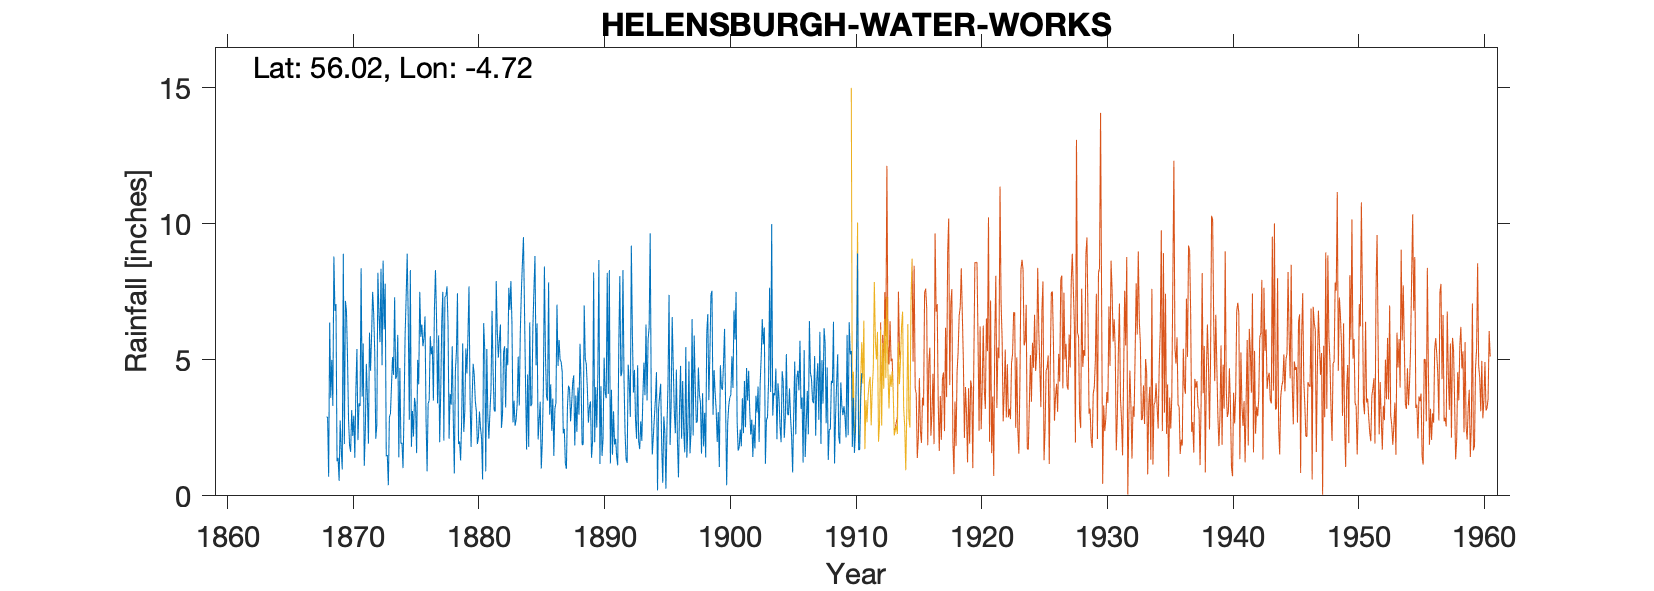 HELENSBURGH-WATER-WORKS
Lat: 56.02, Lon: -4.72
15
10
5
0
Rainfall [inches]
1860 1870 1880 1890 1900 1910 1920 1930 1940 1950 1960
Year